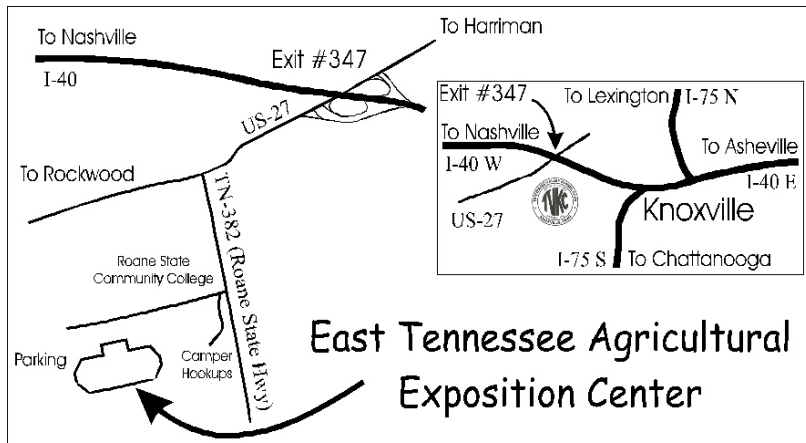 To Nashville
I-40
Exit #347
To Harriman
US-27
To Rockwood
TN-382 (Roane State Hwy)
Roane State
Community College
Parking
Camper
Hookups
Exit #347
To Lexington
I-75 N
To Nashville
I-40 W
To Asheville
I-40 E
US-27
TVKC
Knoxville
I-75 S
To Chattanooga
East Tennessee Agricultural
Exposition Center